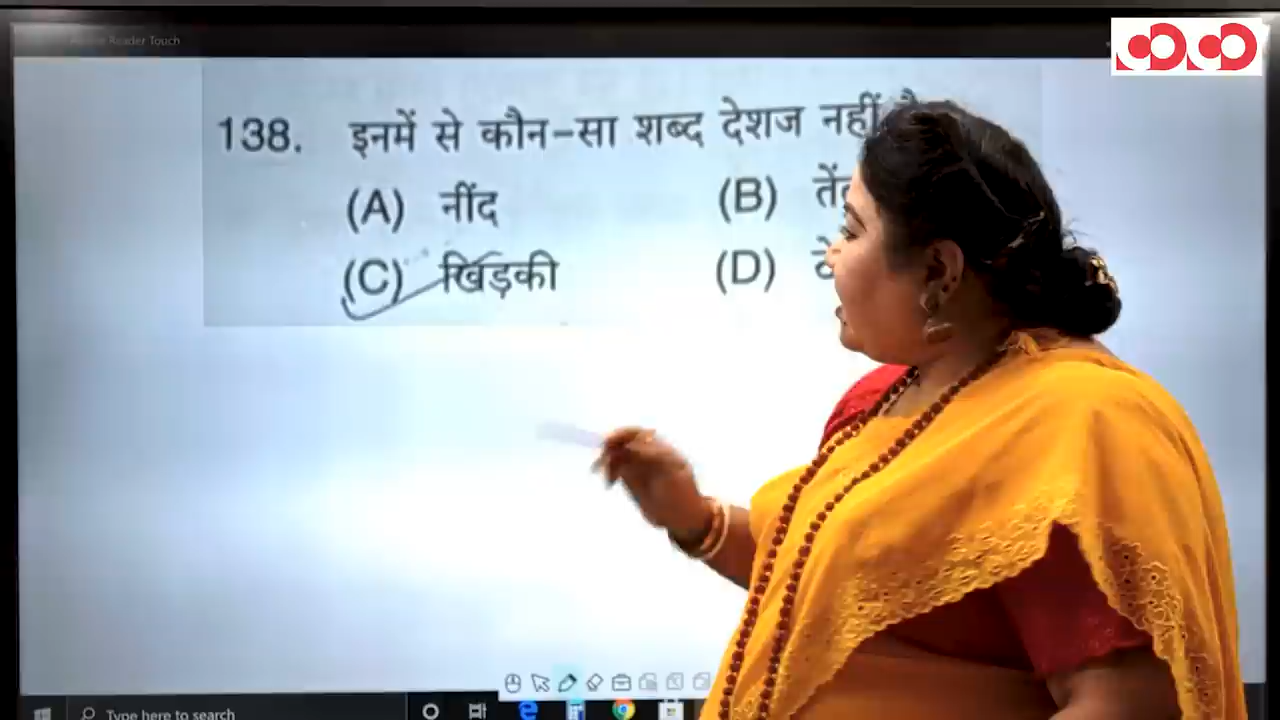 Reader Touch
138. इनमें से कौन-सा शब्द देशज नहीं
(A) नींद (B)
(C) खिड़की (D)
Type here to search